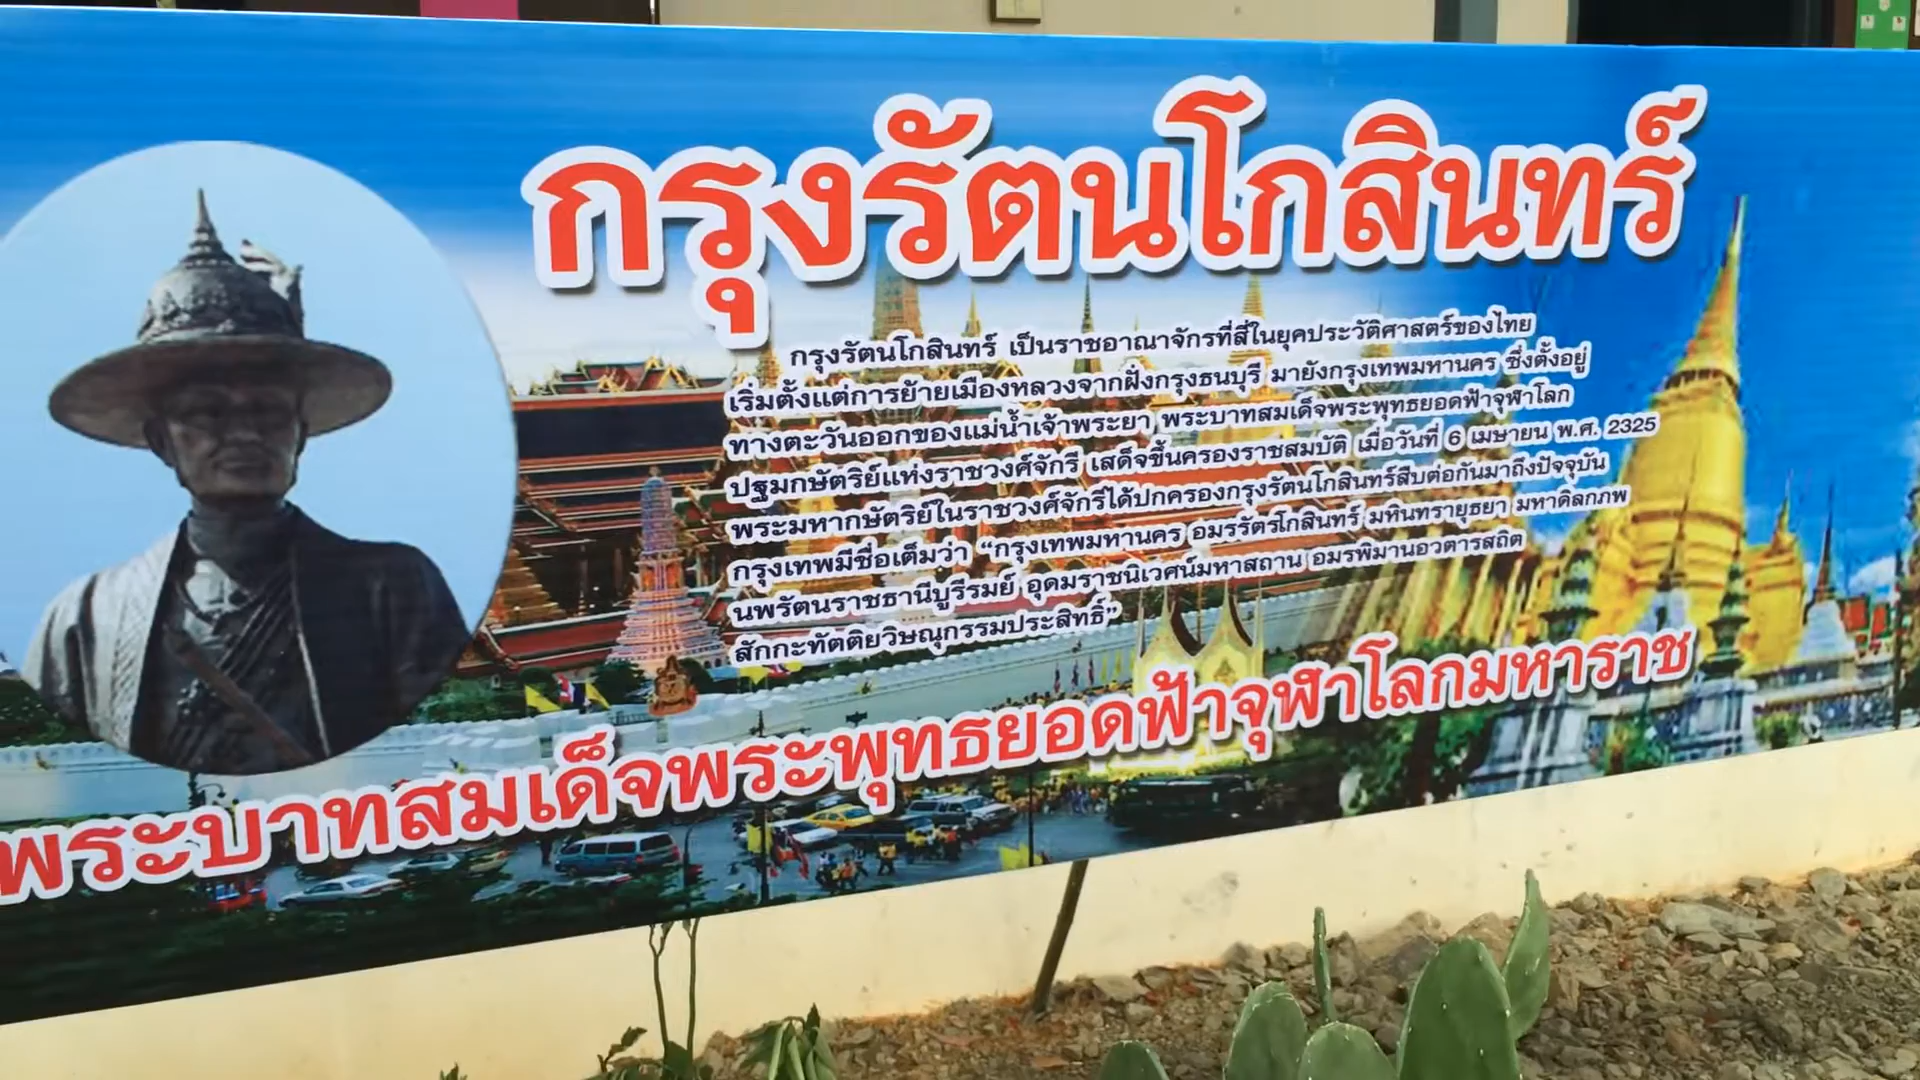 กรุงรัตนโกสินทร์
กรุงรัตนโกสินทร์ เป็นราชอาณาจักรที่สี่ในยุคประวัติศาสตร์ของไทย
เริ่มตั้งแต่การย้ายเมืองหลวงจากฝั่งกรุงธนบุรี มายังกรุงเทพมหานคร ซึ่งตั้งอยู่
ทางตะวันออกของแม่น้ำเจ้าพระยา พระบาทสมเด็จพระพุทธยอดฟ้าจุฬาโลก
ปฐมกษัตริย์แห่งราชวงศ์จักรี เสด็จขึ้นครองราชสมบัติ เมื่อวันที่ 6 เมษายน พ.ศ. 2325
พระมหากษัตริย์ในราชวงศ์จักรีได้ปกครองกรุงรัตนโกสินทร์สืบต่อกันมาถึงปัจจุบัน
กรุงเทพมีชื่อเต็มว่า “กรุงเทพมหานคร อมรรัตรโกสินทร์ มหินทรายุธยา มหาดิลกภพ
นพรัตนราชธานีบูรีรมย์ อุดมราชนิเวศน์มหาสถาน อมรพิมานอวตารสถิต
สักกะทัตติยวิษณุกรรมประสิทธิ์”
พระบาทสมเด็จพระพุทธยอดฟ้าจุฬาโลกมหาราช